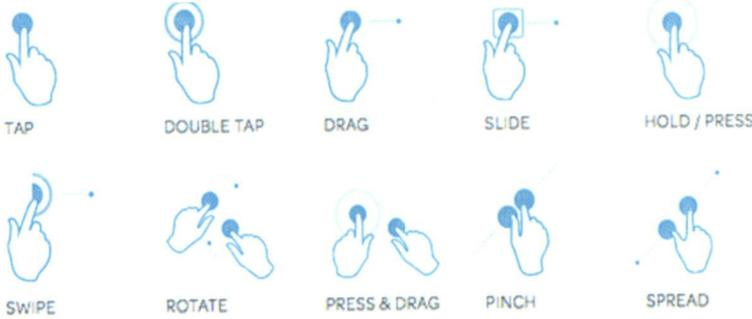 TAP
DOUBLE TAP
DRAG
SLIDE
HOLD / PRESS
SWIPE
ROTATE
PRESS & DRAG
PINCH
SPREAD